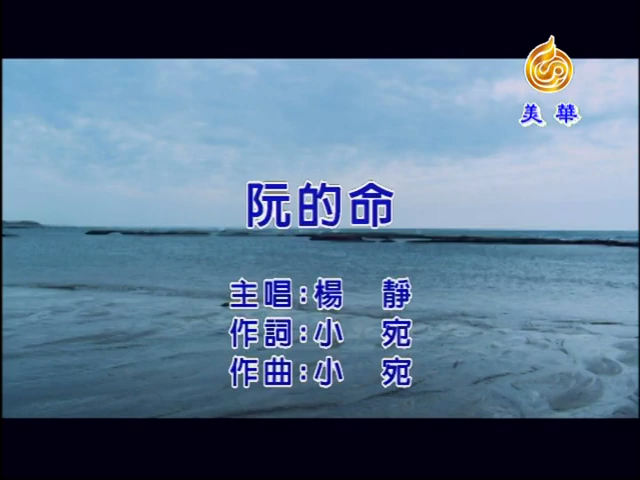 美華
阮的命
主唱:楊 靜
作詞:小 宛
作曲:小 宛